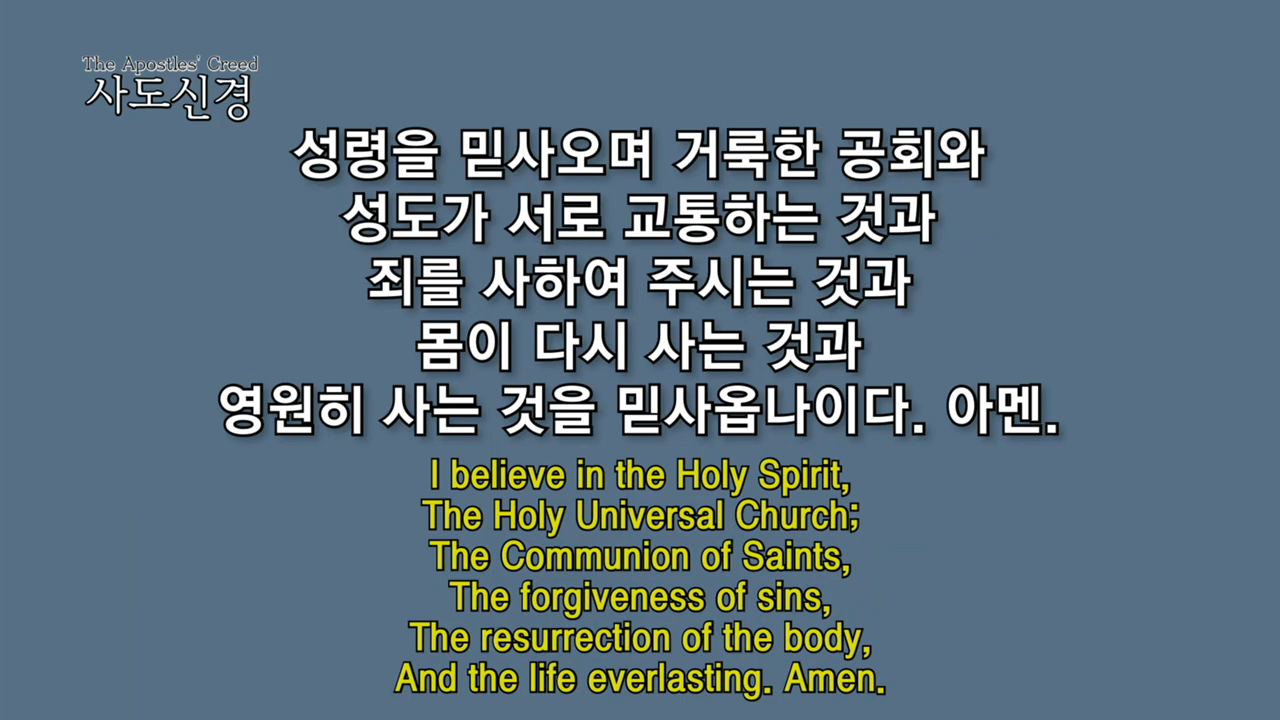 The Apostles' Creed
사도신경
성령을 믿사오며 거룩한 공회와
성도가 서로 교통하는 것과
죄를 사하여 주시는 것과
몸이 다시 사는 것과
영원히 사는 것을 믿사옵나이다. 아멘.
I believe in the Holy Spirit,
The Holy Universal Church;
The Communion of Saints,
The forgiveness of sins,
The resurrection of the body,
And the life everlasting. Amen.